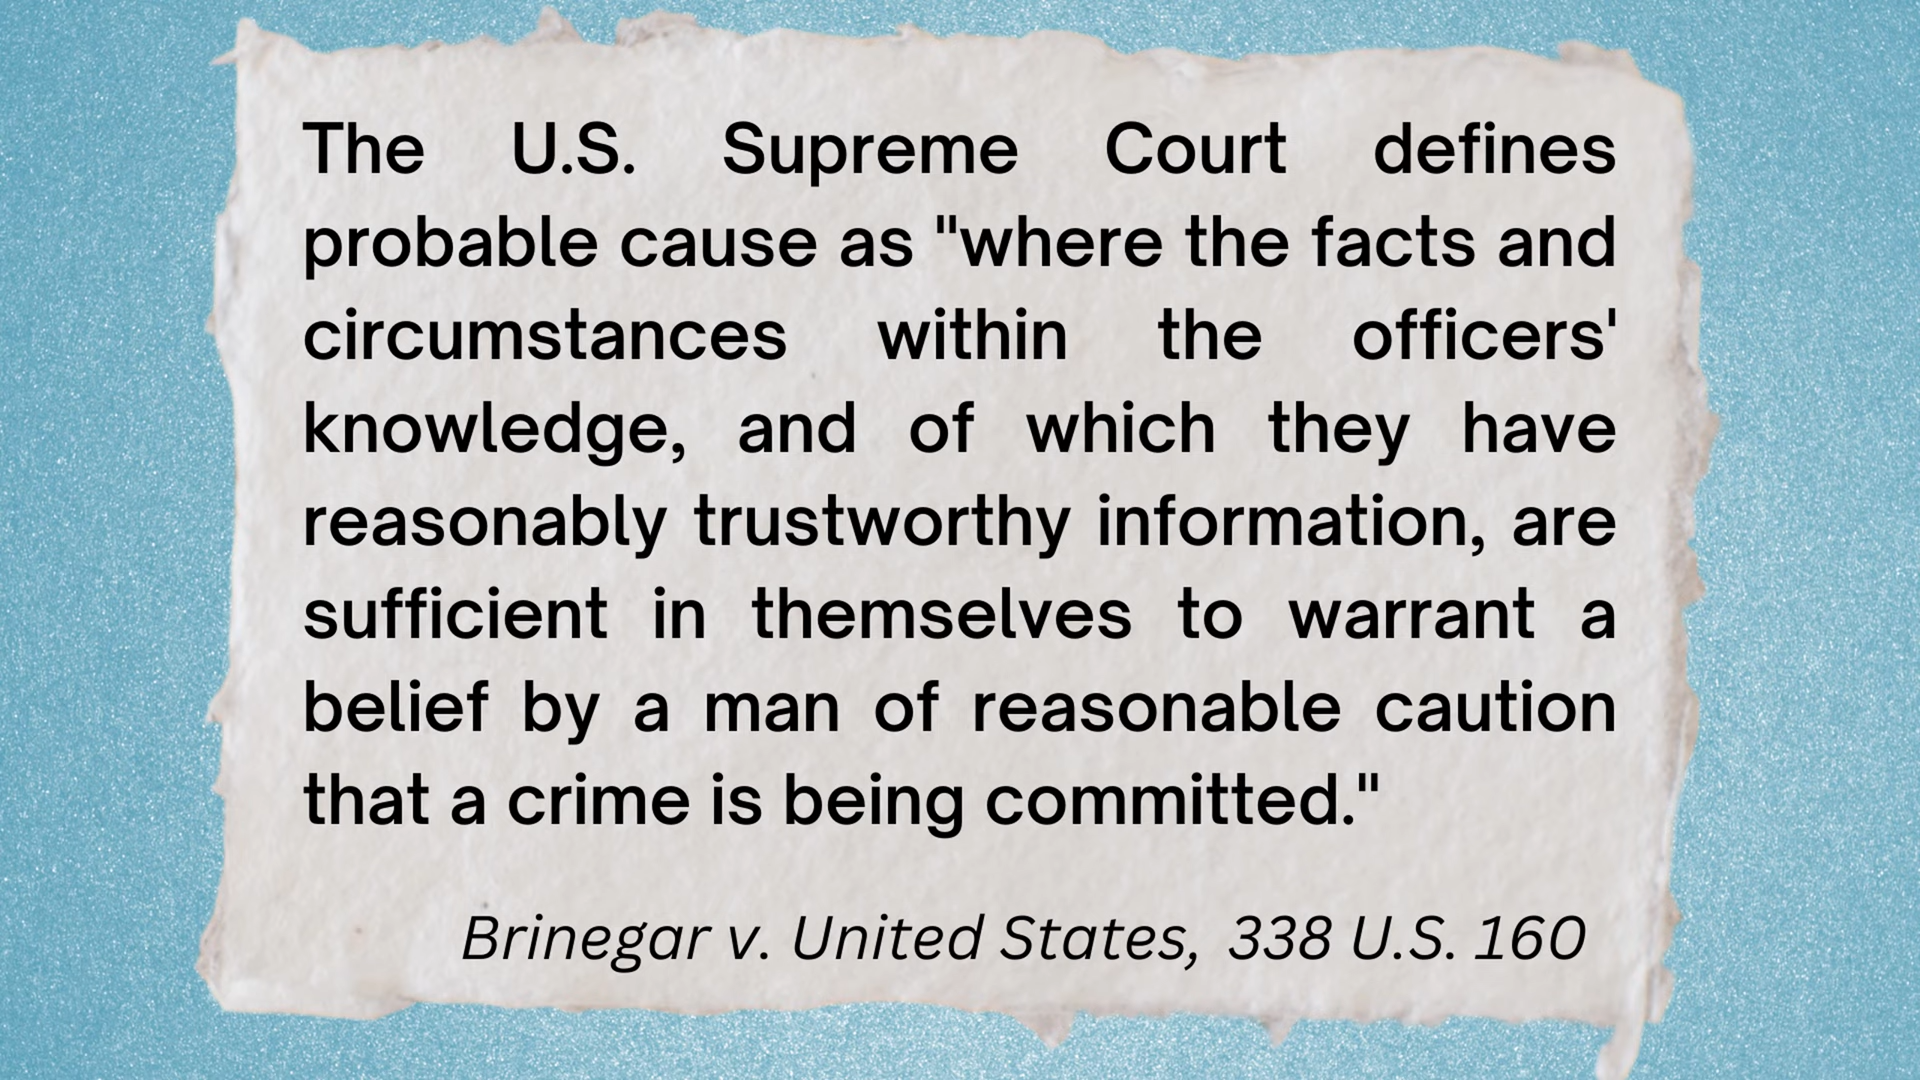 The U.S. Supreme Court defines
probable cause as "where the facts and
circumstances within the officers'
knowledge, and of which they have
reasonably trustworthy information, are
sufficient in themselves to warrant a
belief by a man of reasonable caution
that a crime is being committed."
Brinegar v. United States, 338 U.S. 160